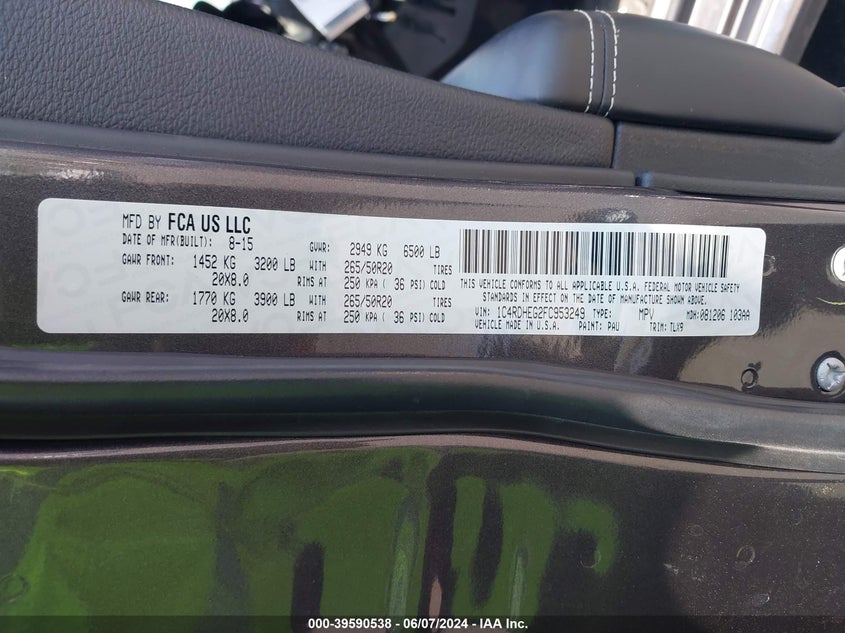 MFD BY FCA US LLC
DATE OF MFR(BUILT): 8-15 GVWR: 2949 KG 6500 LB
GAWR FRONT: 1452 KG 3200 LB WITH 265/50R20 TIRES
20X8.0 RIMS AT 250 KPA ( 36 PSI) COLD
GAWR REAR: 1770 KG 3900 LB WITH 265/50R20 TIRES
20X8.0 RIMS AT 250 KPA ( 36 PSI) COLD
THIS VEHICLE CONFORMS TO ALL APPLICABLE U.S.A. FEDERAL MOTOR VEHICLE SAFETY
STANDARDS IN EFFECT ON THE DATE OF MANUFACTURE SHOWN ABOVE.
VIN: 1C4RDHEG2FC953249 TYPE: MPV MDH: 081206 103AA
VEHICLE MADE IN U.S.A. PAINT: PAU TRIM: TLX9
000-39590538 - 06/07/2024 - IAA Inc.